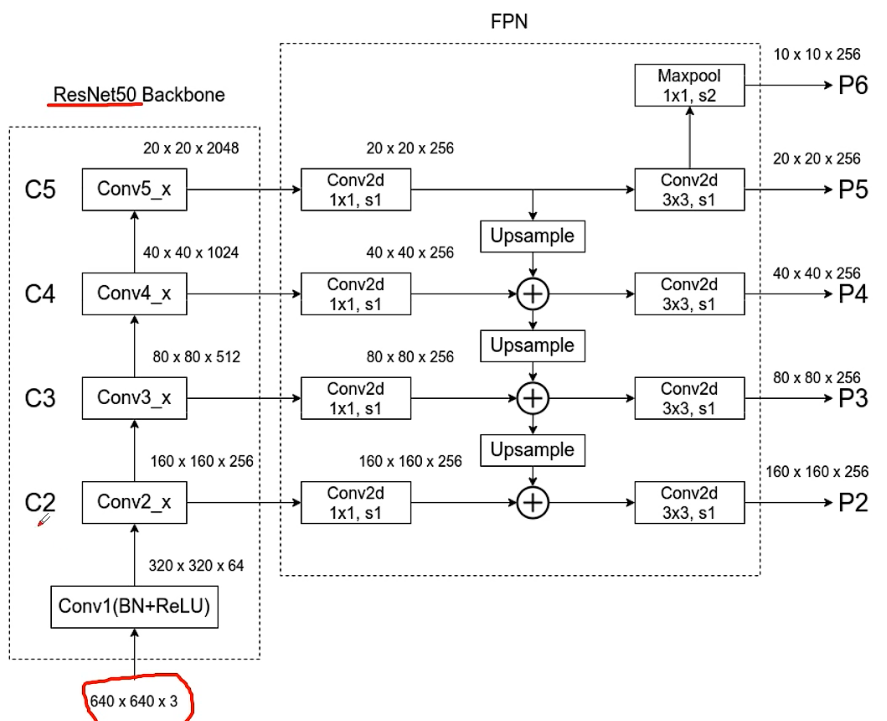 FPN
10 x 10 x 256
Maxpool
1x1, s2
P6
ResNet50 Backbone
20 x 20 x 2048
20 x 20 x 256
20 x 20 x 256
C5
Conv5_x
Conv2d
1x1, s1
Conv2d
3x3, s1
P5
Upsample
40 x 40 x 1024
40 x 40 x 256
40 x 40 x 256
C4
Conv4_x
Conv2d
1x1, s1
Conv2d
3x3, s1
P4
Upsample
80 x 80 x 512
80 x 80 x 256
80 x 80 x 256
C3
Conv3_x
Conv2d
1x1, s1
Conv2d
3x3, s1
P3
Upsample
160 x 160 x 256
160 x 160 x 256
160 x 160 x 256
C2
Conv2_x
Conv2d
1x1, s1
Conv2d
3x3, s1
P2
320 x 320 x 64
Conv1(BN+ReLU)
640 x 640 x 3